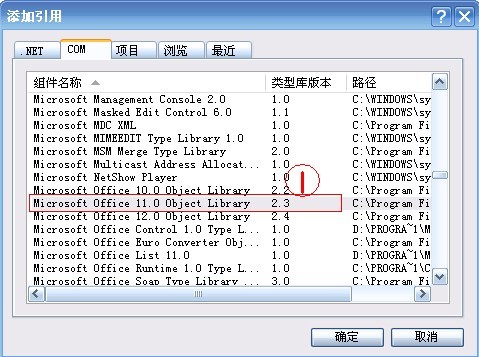 添加引用
.NET COM 项目 浏览 最近
组件名称 类型库版本 路径
Microsoft Management Console 2.0 1.0 C:\WINDOWS\sy
Microsoft Masked Edit Control 6.0 1.1 C:\WINDOWS\sy
Microsoft MDC XML 1.0 C:\Program Fi
Microsoft MIMEEDIT Type Library 1.0 1.0 C:\Program Fi
Microsoft MSM Merge Type Library 2.0 C:\Program Fi
Microsoft Multicast Address Allocat... 1.0 C:\WINDOWS\sy
Microsoft NetShow Player 1.0 C:\WINDOWS\sy
Microsoft Office 10.0 Object Library 2.2 C:\Program Fi
Microsoft Office 11.0 Object Library 2.3 C:\Program Fi
Microsoft Office 12.0 Object Library 2.4 C:\Program Fi
Microsoft Office Control 1.0 Type L... 1.0 D:\PROGRA~1\M
Microsoft Office Euro Converter Obj... 1.0 C:\Program Fi
Microsoft Office List 11.0 1.0 D:\PROGRA~1\M
Microsoft Office Runtime 1.0 Type L... 1.0 C:\PROGRA~1\C
Microsoft Office Soap Type Library ... 3.0 C:\Program Fi
确定 取消